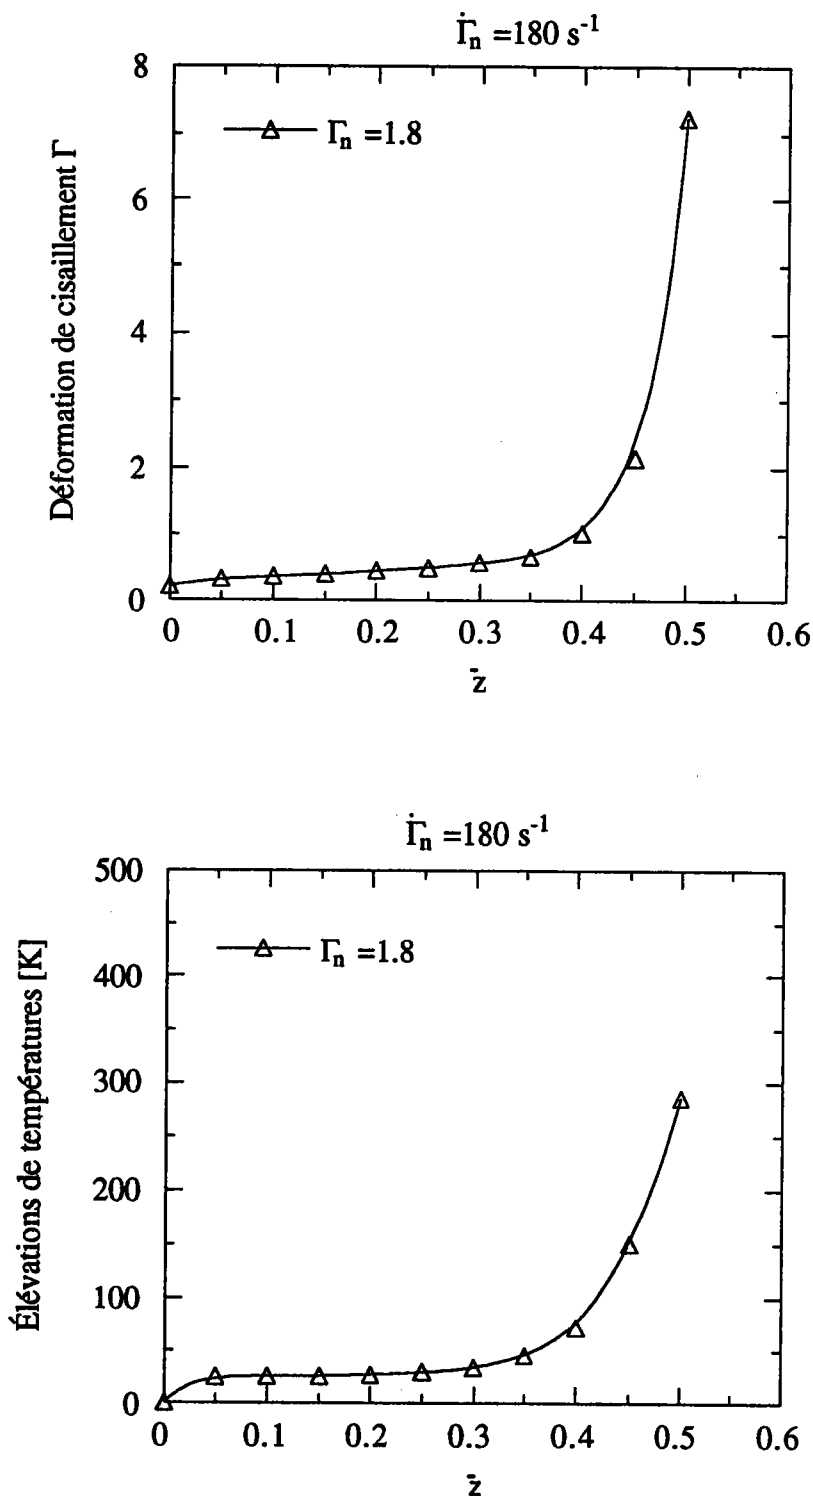 Γ̇ₙ =180 s⁻¹
8
Γₙ =1.8
6
4
2
0
Déformation de cisaillement Γ
0 0.1 0.2 0.3 0.4 0.5 0.6
z̄
Γ̇ₙ =180 s⁻¹
500
Γₙ =1.8
400
300
200
100
0
Élévations de températures [K]
0 0.1 0.2 0.3 0.4 0.5 0.6
z̄